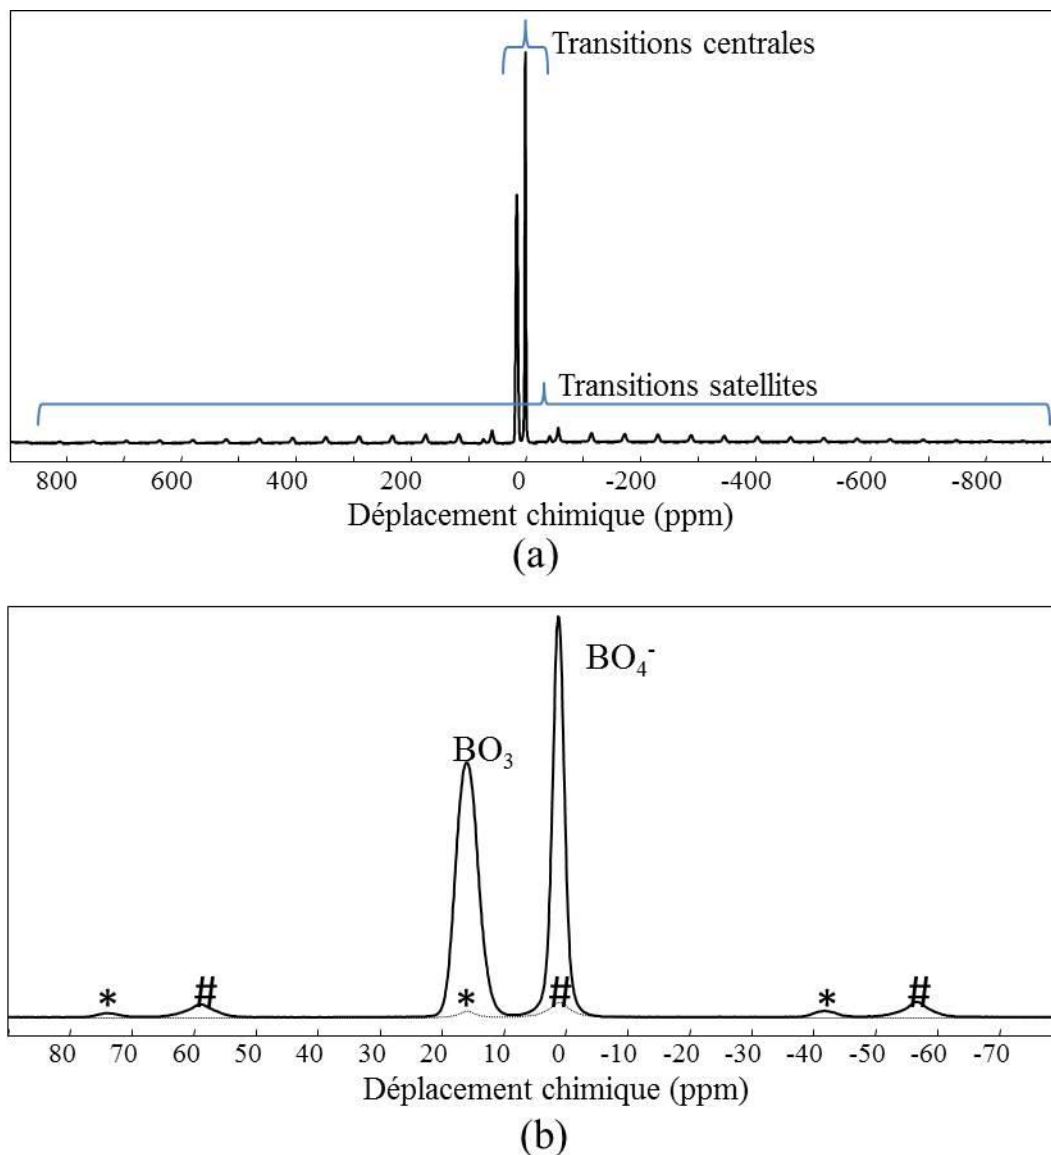 Transitions centrales
Transitions satellites
800 600 400 200 0 -200 -400 -600 -800
Déplacement chimique (ppm)
(a)
BO₄⁻
BO₃
* # * # * #
80 70 60 50 40 30 20 10 0 -10 -20 -30 -40 -50 -60 -70
Déplacement chimique (ppm)
(b)